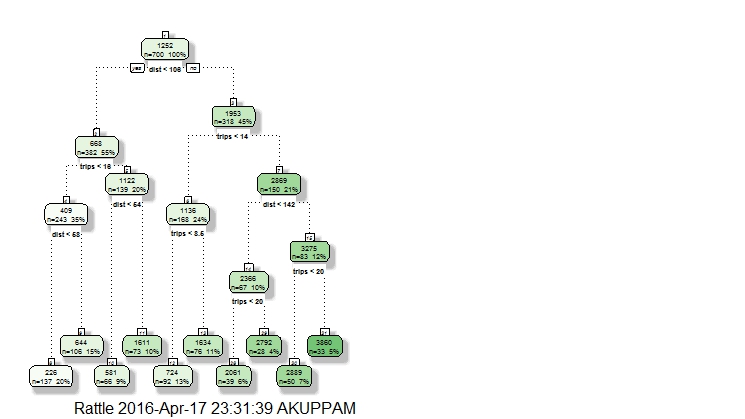 1
1252
n=700 100%
yes dist < 106 no
3
1953
n=318 45%
trips < 14
2
668
n=382 55%
trips < 16
5
1122
n=139 20%
dist < 54
7
2869
n=150 21%
dist < 142
4
409
n=243 35%
dist < 58
6
1136
n=168 24%
trips < 8.5
15
3275
n=83 12%
trips < 20
14
2366
n=67 10%
trips < 20
9
644
n=106 15%
11
1611
n=73 10%
13
1634
n=76 11%
29
2792
n=28 4%
31
3860
n=33 5%
8
226
n=137 20%
10
581
n=66 9%
12
724
n=92 13%
28
2061
n=39 6%
30
2889
n=50 7%
Rattle 2016-Apr-17 23:31:39 AKUPPAM